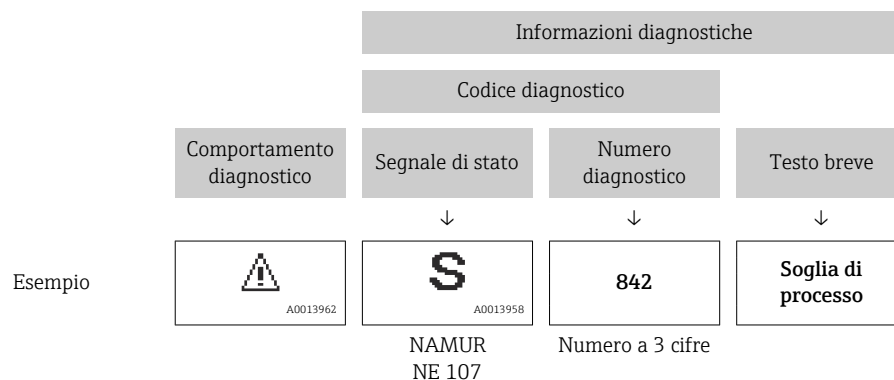 Informazioni diagnostiche
Codice diagnostico
Comportamento
diagnostico
Segnale di stato
Numero
diagnostico
Testo breve
↓ ↓ ↓
Esempio
A0013962
S
A0013958
842
Soglia di
processo
NAMUR
NE 107
Numero a 3 cifre